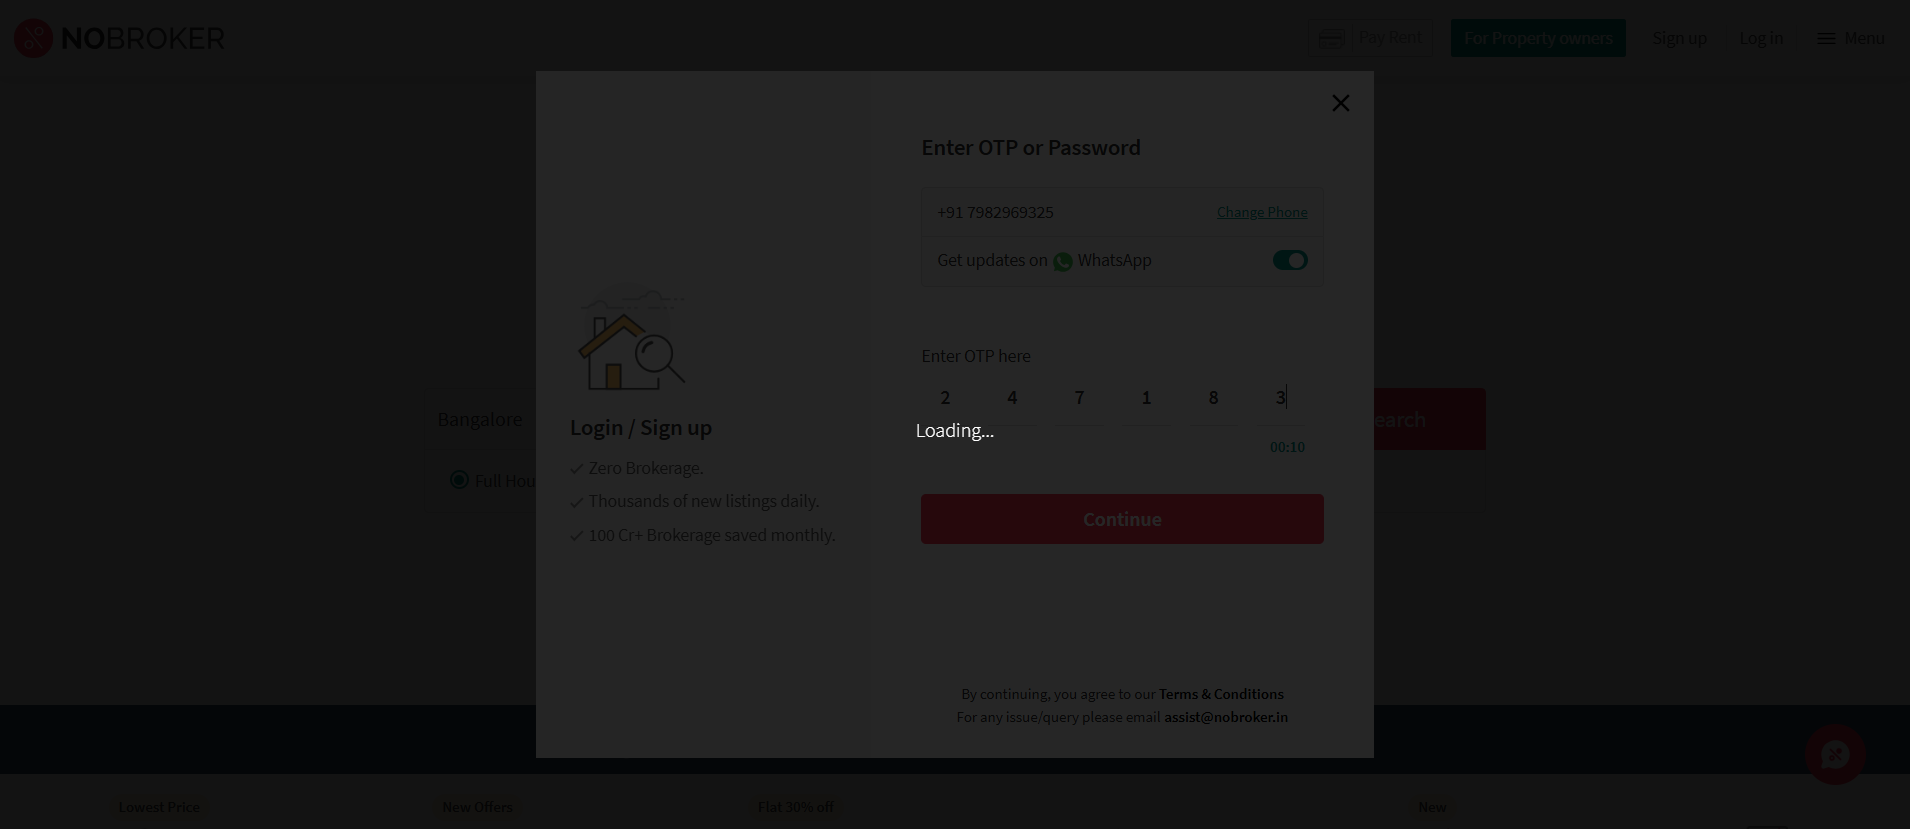 NOBROKER
Pay Rent
For Property owners
Sign up
Log in
Menu
Enter OTP or Password
+91 7982969325
Change Phone
Get updates on WhatsApp
Enter OTP here
2 4 7 1 8 3
Loading...
00:10
Continue
By continuing, you agree to our Terms & Conditions
For any issue/query please email assist@nobroker.in
Login / Sign up
Zero Brokerage.
Thousands of new listings daily.
100 Cr+ Brokerage saved monthly.
Bangalore
Full Hou
earch
Lowest Price
New Offers
Flat 30% off
New